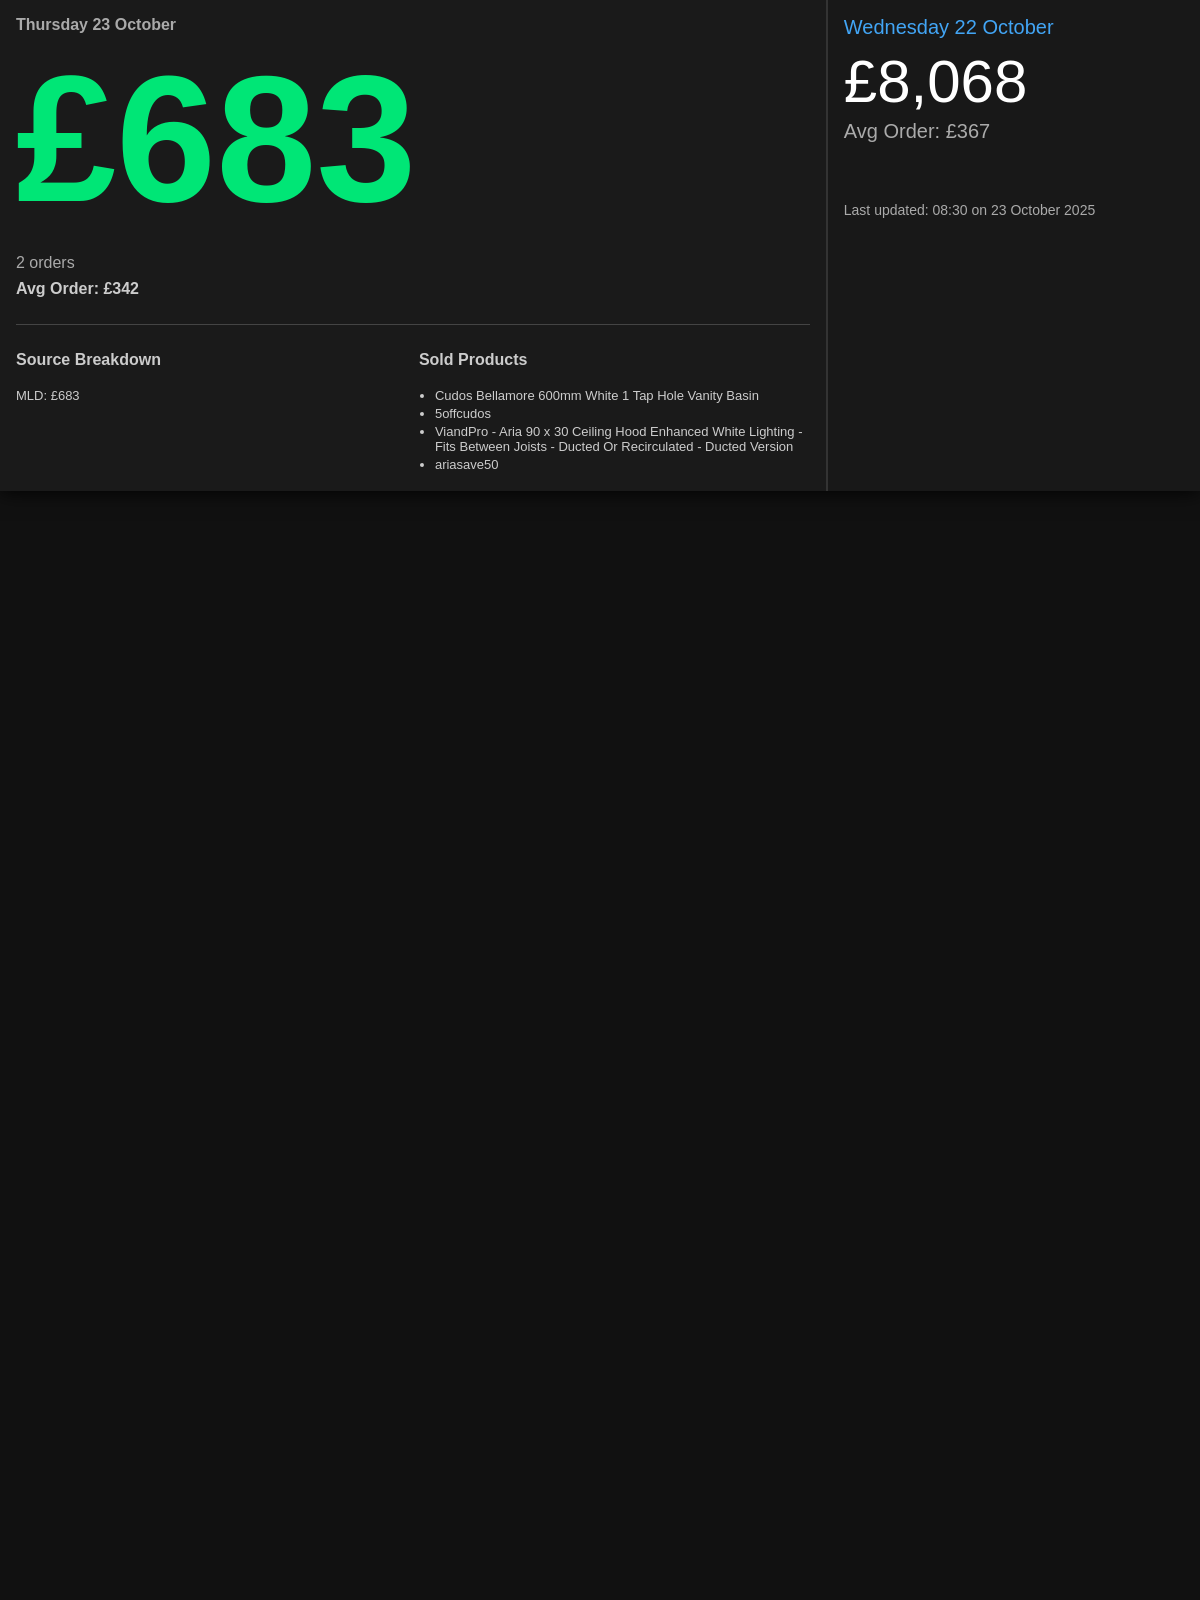 Thursday 23 October
£683
2 orders
Avg Order: £342
Source Breakdown
MLD: £683
Sold Products
Cudos Bellamore 600mm White 1 Tap Hole Vanity Basin
5offcudos
ViandPro - Aria 90 x 30 Ceiling Hood Enhanced White Lighting -
Fits Between Joists - Ducted Or Recirculated - Ducted Version
ariasave50
Wednesday 22 October
£8,068
Avg Order: £367
Last updated: 08:30 on 23 October 2025